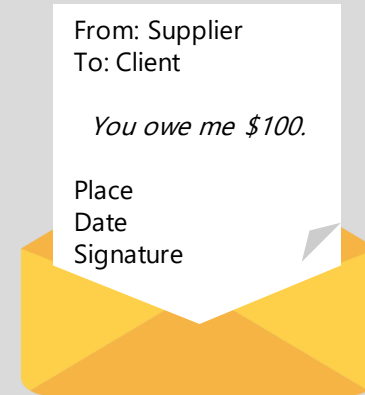 From: Supplier
To: Client
You owe me $100.
Place
Date
Signature